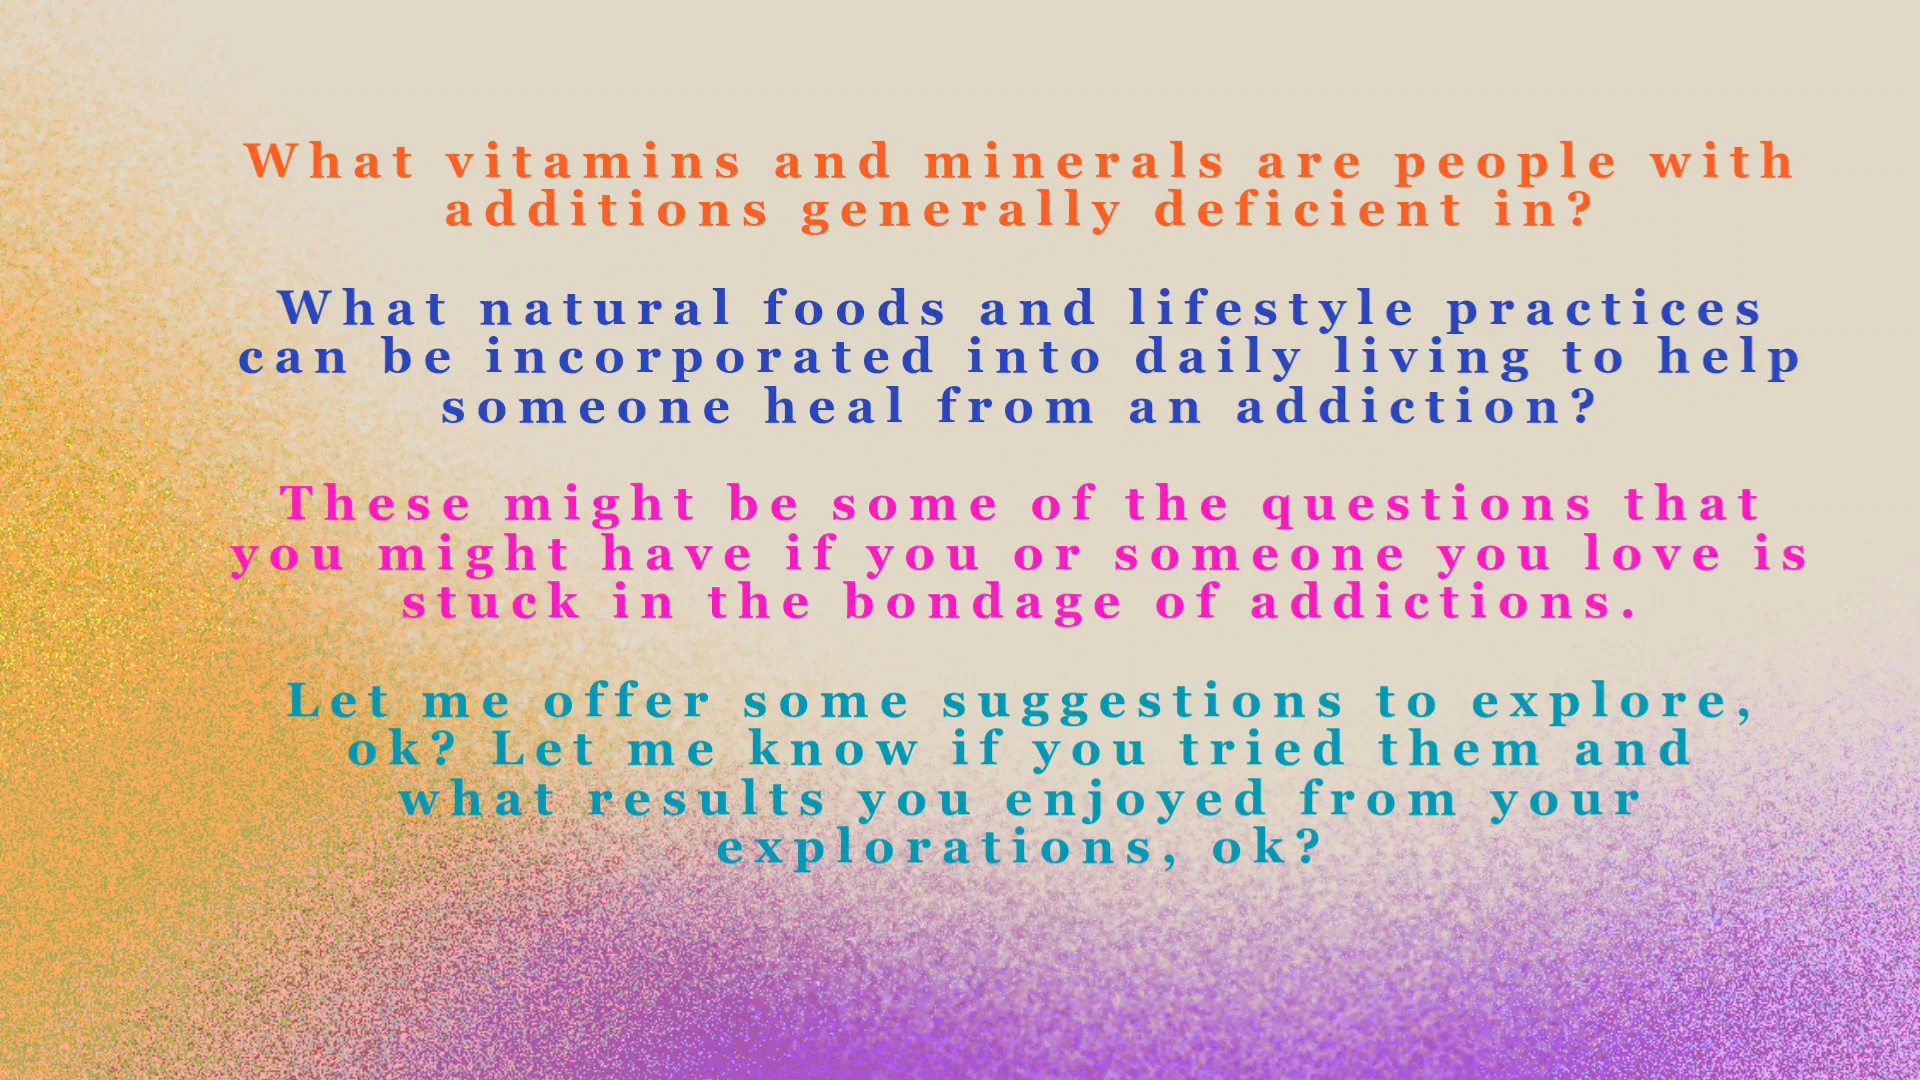 What vitamins and minerals are people with
additions generally deficient in?
What natural foods and lifestyle practices
can be incorporated into daily living to help
someone heal from an addiction?
These might be some of the questions that
you might have if you or someone you love is
stuck in the bondage of addictions.
Let me offer some suggestions to explore,
ok? Let me know if you tried them and
what results you enjoyed from your
explorations, ok?